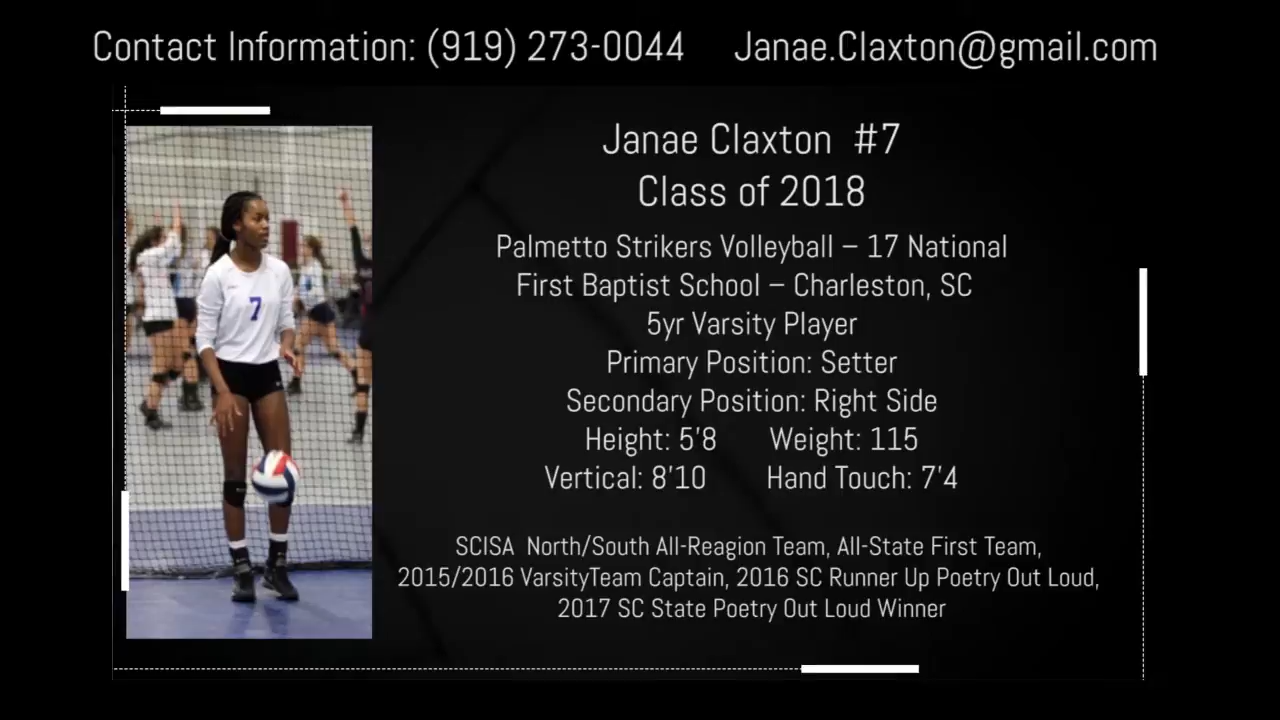 Contact Information: (919) 273-0044 Janae.Claxton@gmail.com
Janae Claxton #7
Class of 2018
Palmetto Strikers Volleyball – 17 National
First Baptist School – Charleston, SC
5yr Varsity Player
Primary Position: Setter
Secondary Position: Right Side
Height: 5'8 Weight: 115
Vertical: 8'10 Hand Touch: 7'4
SCISA North/South All-Reagion Team, All-State First Team,
2015/2016 VarsityTeam Captain, 2016 SC Runner Up Poetry Out Loud,
2017 SC State Poetry Out Loud Winner
7